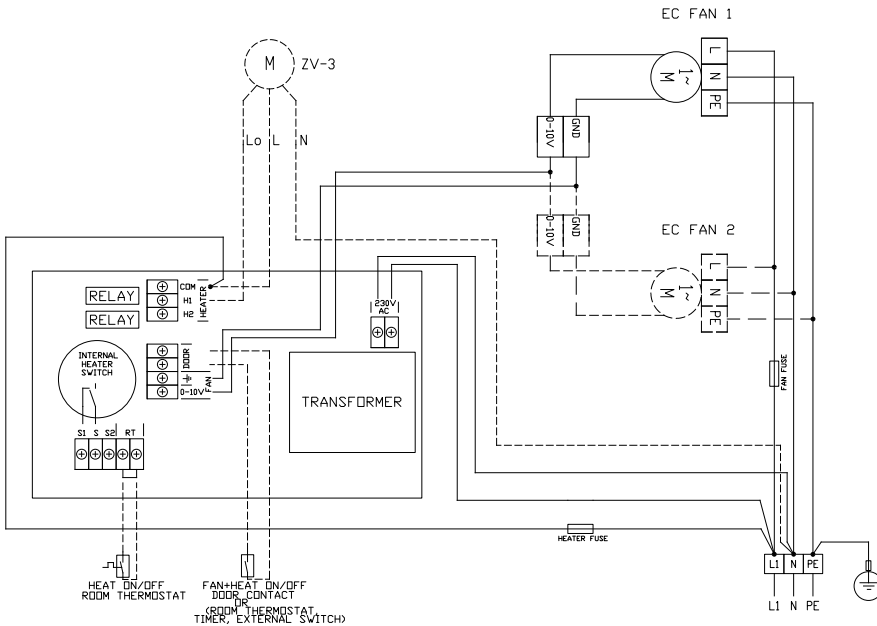 EC FAN 1
M
ZV-3
L
N
PE
1~
M
0-10V
GND
Lo
L
N
0-10V
GND
EC FAN 2
L
N
PE
1~
M
RELAY
RELAY
COM
H1
H2
HEATER
230V
AC
INTERNAL
HEATER
SWITCH
DOOR
FAN
0-10V
TRANSFORMER
FAN FUSE
S1 S S2 RT
HEATER FUSE
L1 N PE
HEAT ON/OFF
ROOM THERMOSTAT
FAN+HEAT ON/OFF
DOOR CONTACT
OR
(ROOM THERMOSTAT,
TIMER, EXTERNAL SWITCH)
L1 N PE